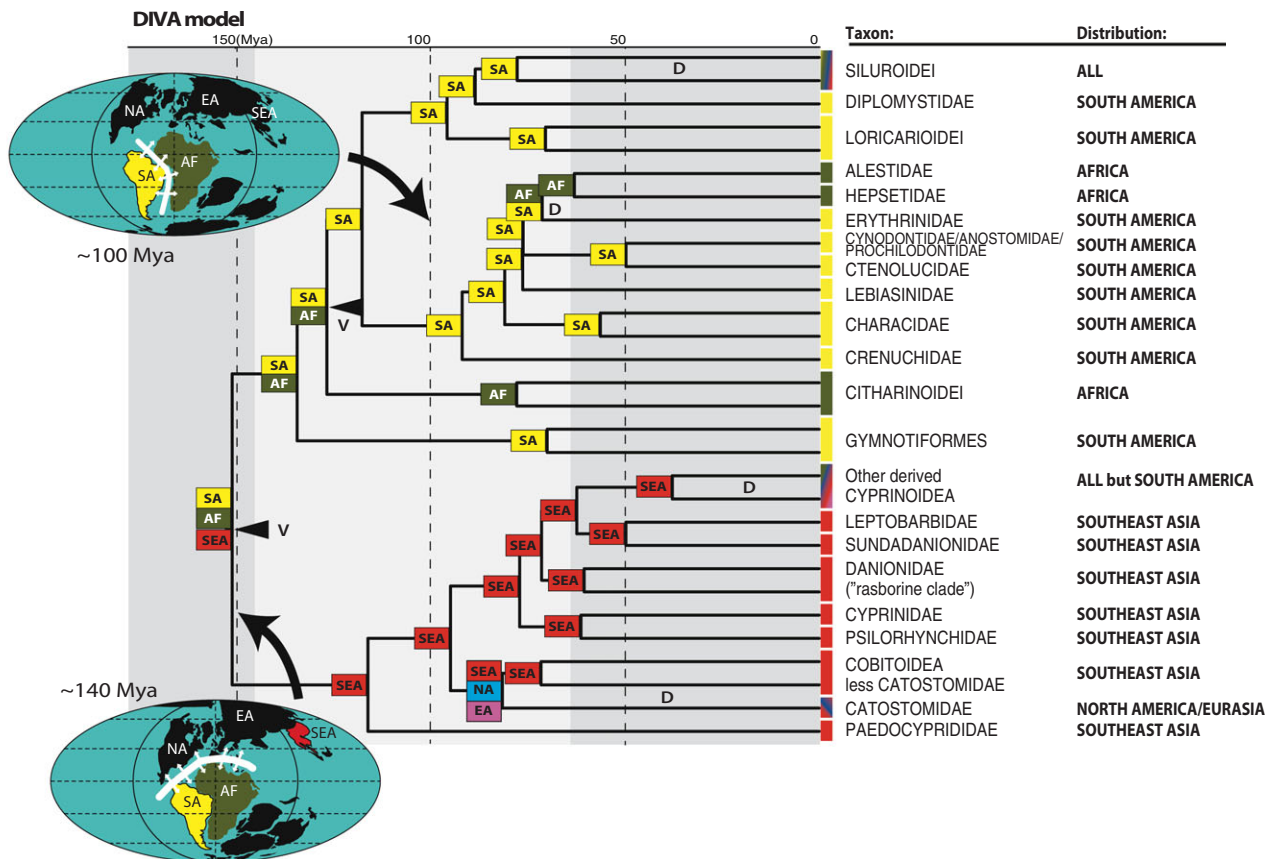 DIVA model
150(Mya) 100 50 0
Taxon: Distribution:
NA EA SEA
AF
SA
~100 Mya
SA D SILUROIDEI ALL
SA
SA DIPLOMYSTIDAE SOUTH AMERICA
SA LORICARIOIDEI SOUTH AMERICA
AF ALESTIDAE AFRICA
AF HEPSETIDAE AFRICA
SA D ERYTHRINIDAE SOUTH AMERICA
SA
SA
CYNODONTIDAE/ANOSTOMIDAE/
PROCHILODONTIDAE SOUTH AMERICA
SA SA CTENOLUCIDAE SOUTH AMERICA
SA LEBIASINIDAE SOUTH AMERICA
SA
AF
V SA SA CHARACIDAE SOUTH AMERICA
CRENUCHIDAE SOUTH AMERICA
SA
AF
AF CITHARINOIDEI AFRICA
SA GYMNOTIFORMES SOUTH AMERICA
Other derived
CYPRINOIDEA ALL but SOUTH AMERICA
SEA D
SA
AF
SEA
V
SEA LEPTOBARBIDAE SOUTHEAST ASIA
SEA SUNDADANIONIDAE SOUTHEAST ASIA
SEA
SEA DANIONIDAE SOUTHEAST ASIA
("rasborine clade")
SEA
SEA CYPRINIDAE SOUTHEAST ASIA
SEA PSILORHYNCHIDAE SOUTHEAST ASIA
SEA SEA COBITOIDEA SOUTHEAST ASIA
less CATOSTOMIDAE
SEA
NA
EA
D CATOSTOMIDAE NORTH AMERICA/EURASIA
PAEDOCYPRIDIDAE SOUTHEAST ASIA
~140 Mya
EA
SEA
NA
AF
SA